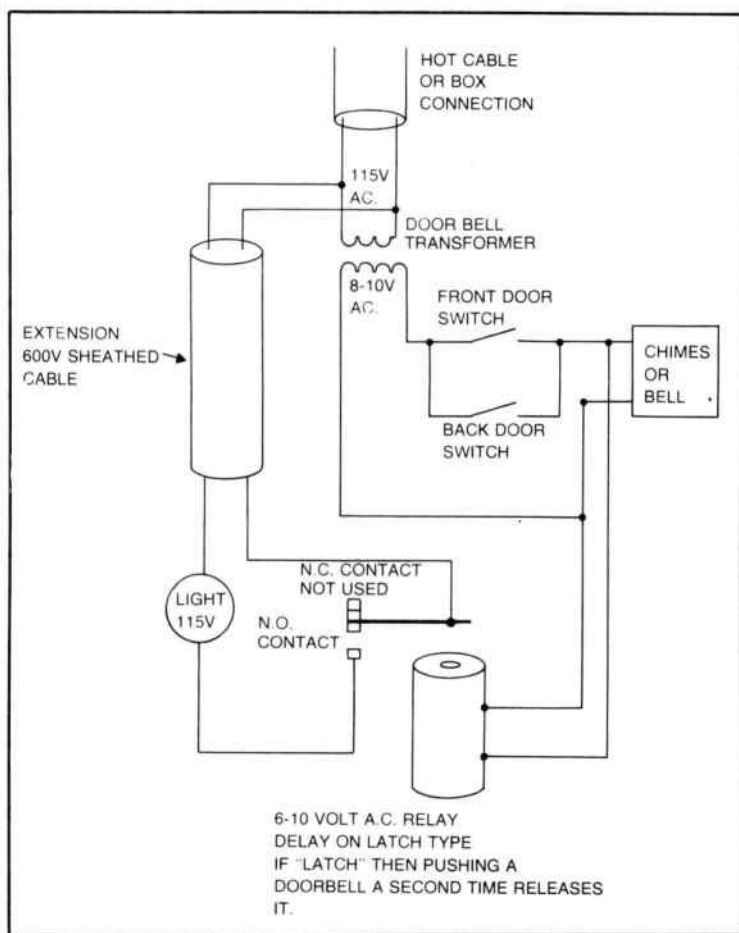 HOT CABLE
OR BOX
CONNECTION
115V
AC.
DOOR BELL
TRANSFORMER
8-10V
AC.
FRONT DOOR
SWITCH
EXTENSION
600V SHEATHED
CABLE
CHIMES
OR
BELL
BACK DOOR
SWITCH
N.C. CONTACT
NOT USED
LIGHT
115V
N.O.
CONTACT
6-10 VOLT A.C. RELAY
DELAY ON LATCH TYPE
IF "LATCH" THEN PUSHING A
DOORBELL A SECOND TIME RELEASES
IT.